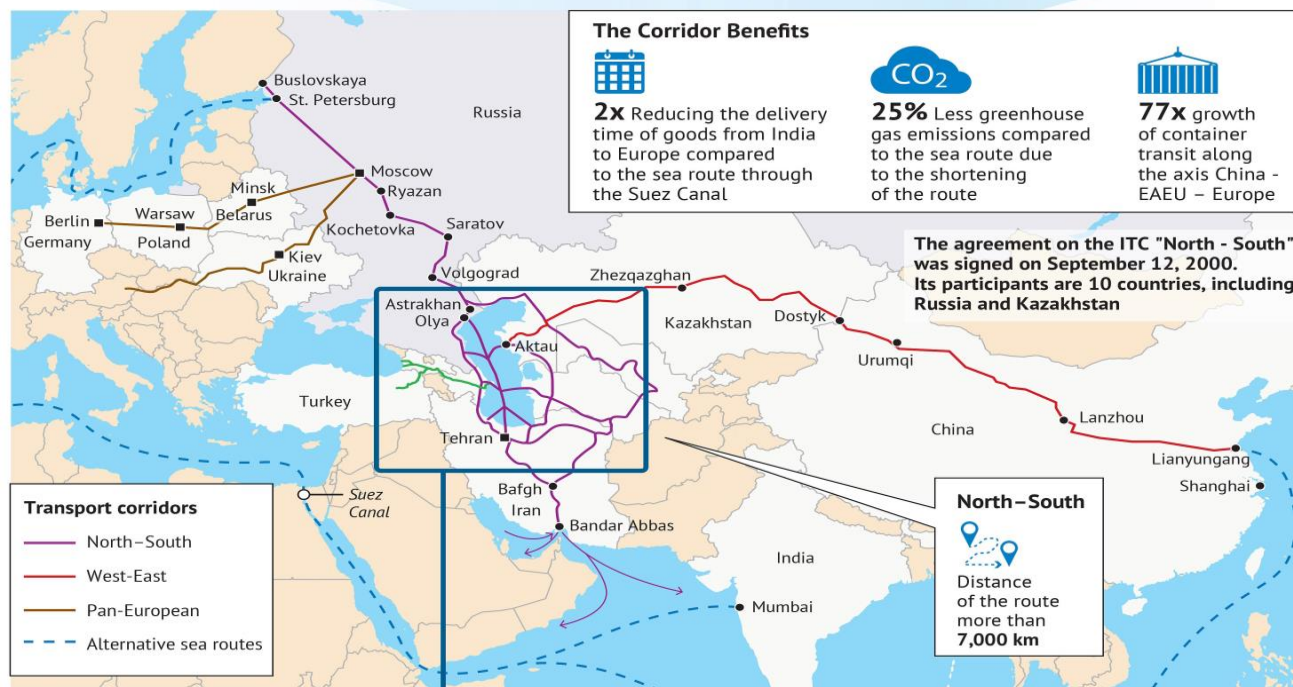 The Corridor Benefits
2x Reducing the delivery
time of goods from India
to Europe compared
to the sea route through
the Suez Canal
CO2
25% Less greenhouse
gas emissions compared
to the sea route due
to the shortening
of the route
77x growth
of container
transit along
the axis China -
EAEU – Europe
The agreement on the ITC "North - South"
was signed on September 12, 2000.
Its participants are 10 countries, including
Russia and Kazakhstan
Buslovskaya
St. Petersburg
Russia
Moscow
Ryazan
Minsk
Belarus
Warsaw
Poland
Berlin
Germany
Kochetovka
Saratov
Kiev
Ukraine
Volgograd
Zhezqazghan
Astrakhan
Olya
Kazakhstan
Dostyk
Aktau
Urumqi
Turkey
Lanzhou
China
Tehran
Lianyungang
Shanghai
Bafgh
Iran
Suez
Canal
Bandar Abbas
India
Mumbai
Transport corridors
North–South
West-East
Pan-European
Alternative sea routes
North–South
Distance
of the route
more than
7,000 km